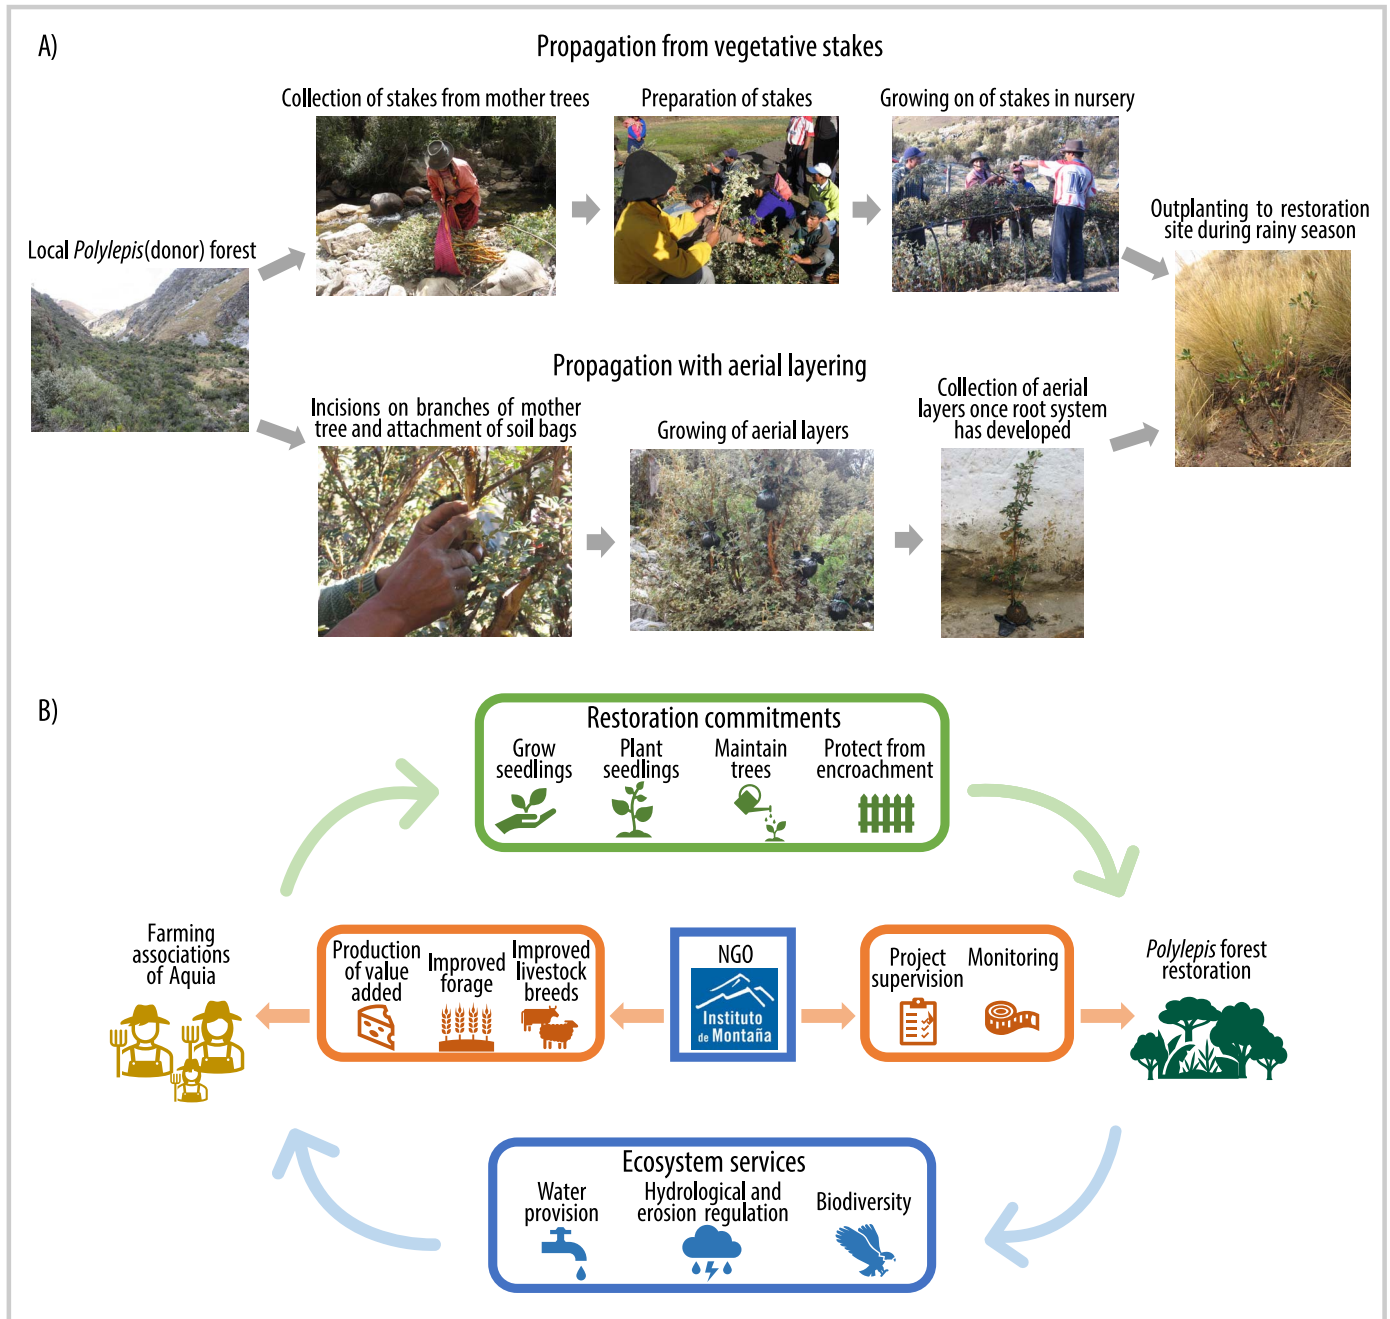 A)
Propagation from vegetative stakes
Collection of stakes from mother trees
Preparation of stakes
Growing on of stakes in nursery
Local Polylepis(donor) forest
Outplanting to restoration
site during rainy season
Propagation with aerial layering
Incisions on branches of mother
tree and attachment of soil bags
Growing of aerial layers
Collection of aerial
layers once root system
has developed
B)
Restoration commitments
Grow
seedlings
Plant
seedlings
Maintain
trees
Protect from
encroachment
Farming
associations
of Aquia
Production
of value
added
Improved
forage
Improved
livestock
breeds
NGO
Instituto
de Montaña
Project
supervision
Monitoring
Polylepis forest
restoration
Ecosystem services
Water
provision
Hydrological and
erosion regulation
Biodiversity